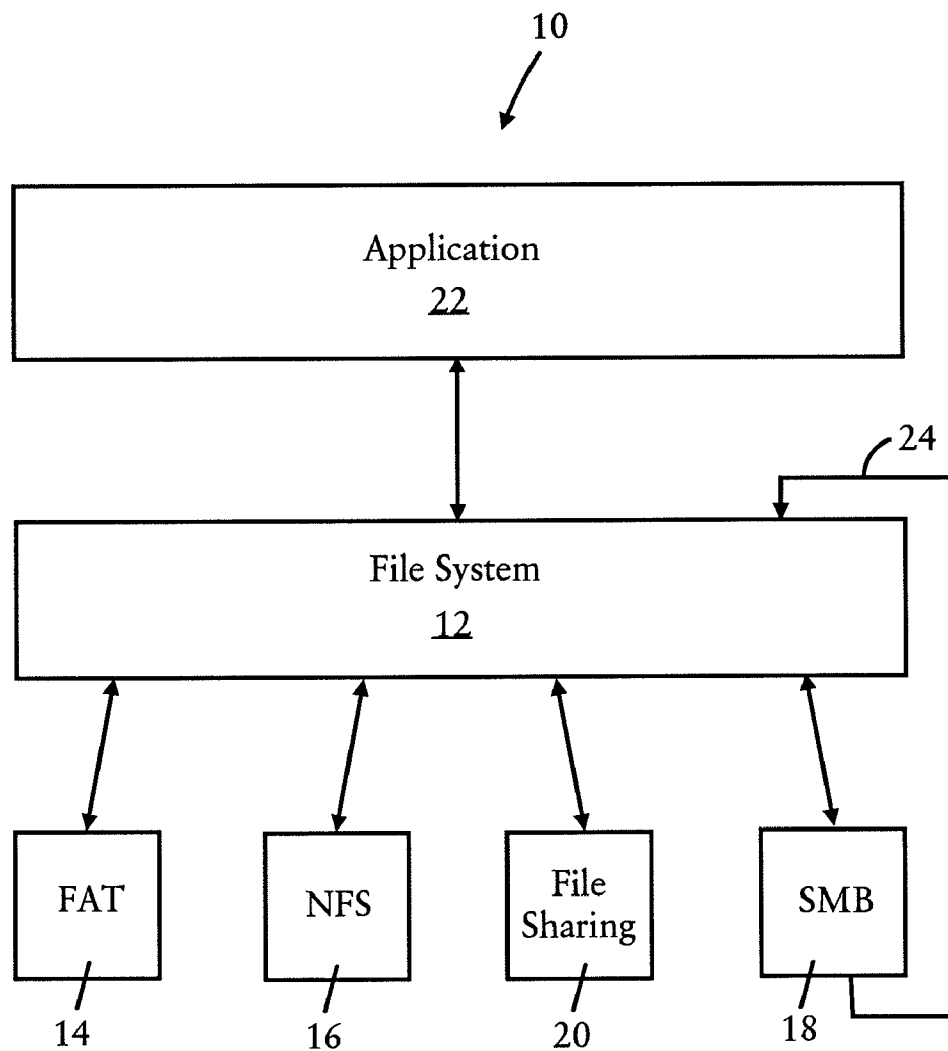 10
Application
22
24
File System
12
FAT
NFS
File
Sharing
SMB
14
16
20
18